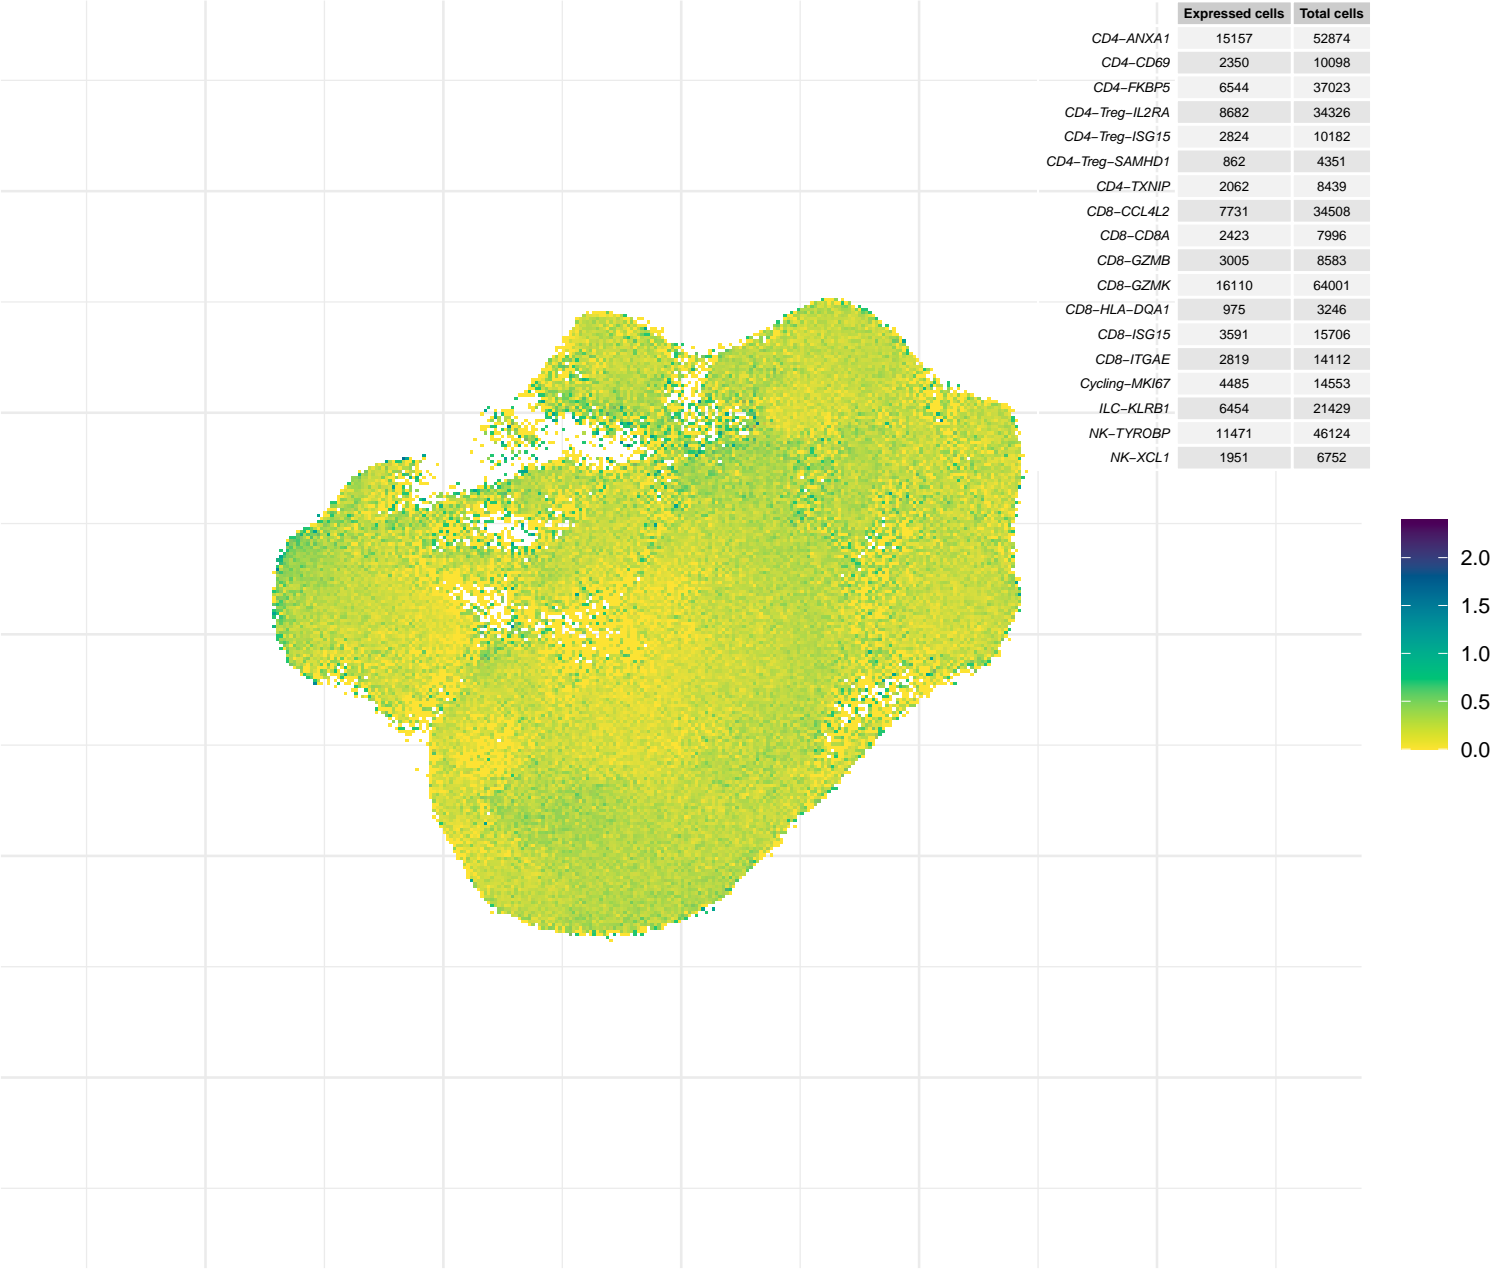 Expressed cells Total cells
CD4−ANXA1 15157 52874
CD4−CD69 2350 10098
CD4−FKBP5 6544 37023
CD4−Treg−IL2RA 8682 34326
CD4−Treg−ISG15 2824 10182
CD4−Treg−SAMHD1 862 4351
CD4−TXNIP 2062 8439
CD8−CCL4L2 7731 34508
CD8−CD8A 2423 7996
CD8−GZMB 3005 8583
CD8−GZMK 16110 64001
CD8−HLA−DQA1 975 3246
CD8−ISG15 3591 15706
CD8−ITGAE 2819 14112
Cycling−MKI67 4485 14553
ILC−KLRB1 6454 21429
NK−TYROBP 11471 46124
NK−XCL1 1951 6752
2.0
1.5
1.0
0.5
0.0